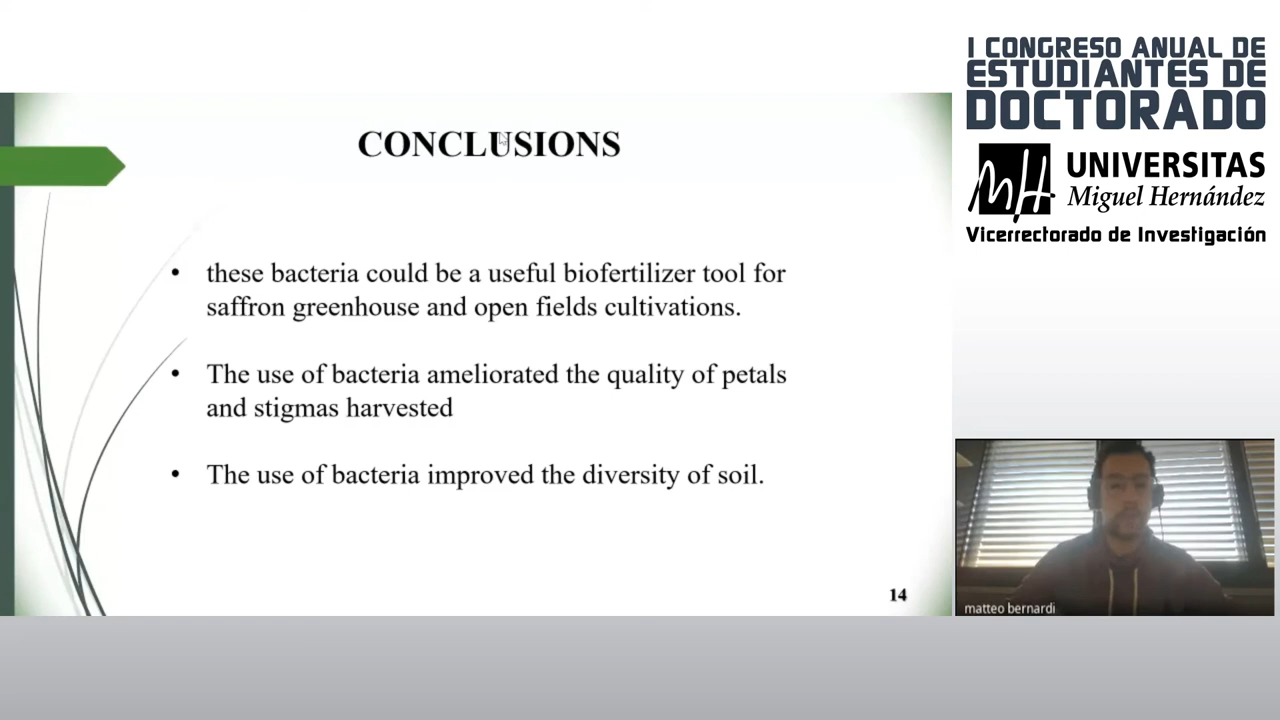 I CONGRESO ANUAL DE
ESTUDIANTES DE
DOCTORADO
UNIVERSITAS
Miguel Hernández
Vicerrectorado de Investigación
CONCLUSIONS
• these bacteria could be a useful biofertilizer tool for
saffron greenhouse and open fields cultivations.
• The use of bacteria ameliorated the quality of petals
and stigmas harvested
• The use of bacteria improved the diversity of soil.
14
matteo bernardi